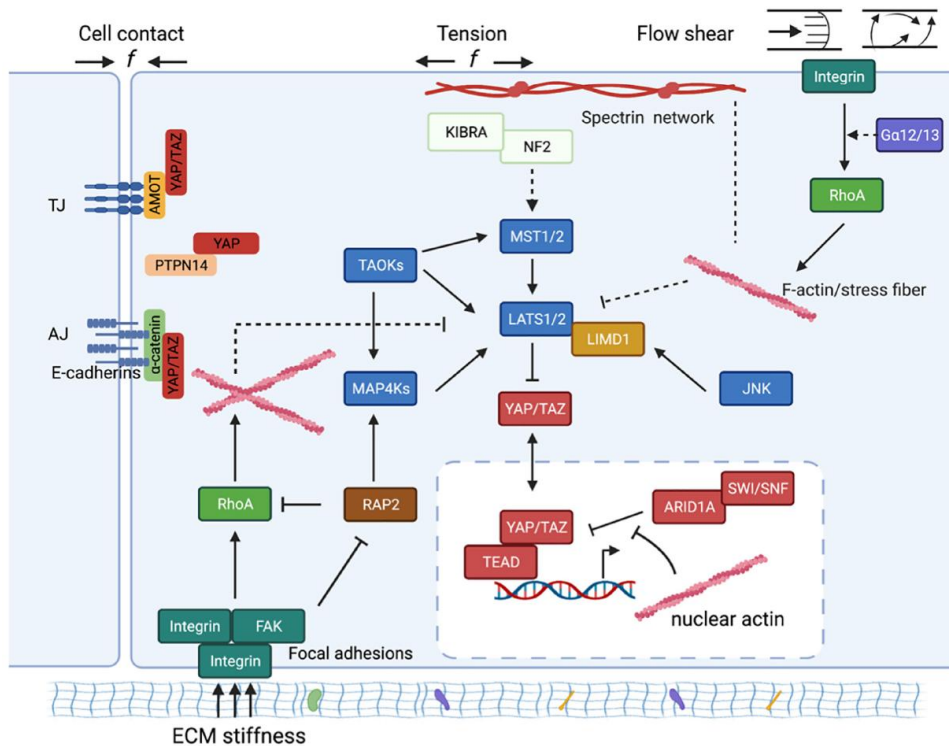 Cell contact
f
Tension
f
Flow shear
Integrin
Spectrin network
KIBRA
NF2
Gα12/13
YAP/TAZ
AMOT
TJ
RhoA
YAP
PTPN14
MST1/2
TAOKs
F-actin/stress fiber
AJ
E-cadherins
α-catenin
YAP/TAZ
LATS1/2
LIMD1
MAP4Ks
JNK
YAP/TAZ
RhoA
RAP2
SWI/SNF
ARID1A
YAP/TAZ
TEAD
nuclear actin
Integrin
FAK
Integrin
Focal adhesions
ECM stiffness